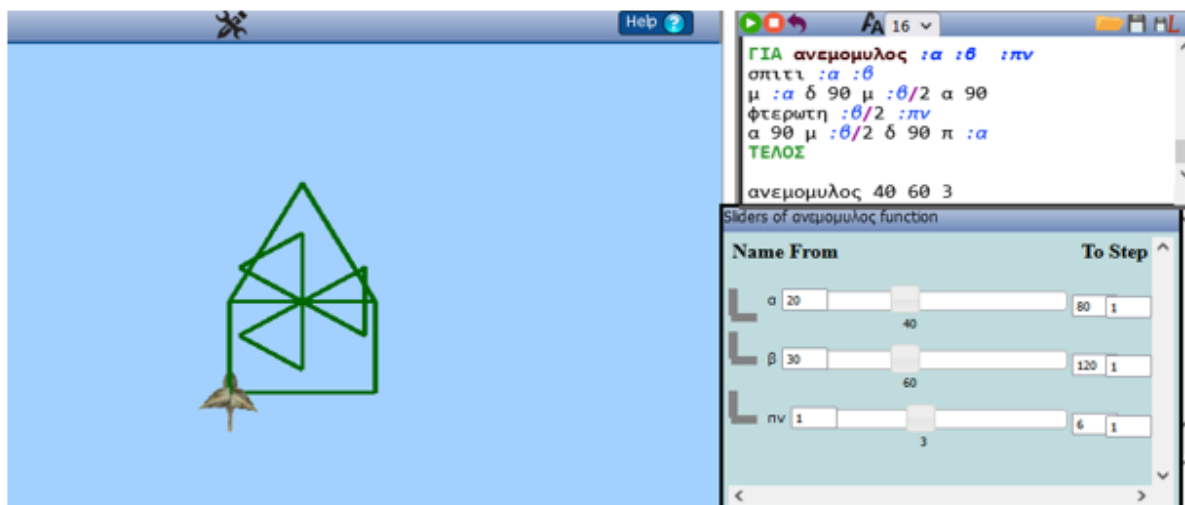 Help ?
16
ΓΙΑ ανεμομυλος :α :β :πν
σπιτι :α :β
μ :α δ 90 μ :β/2 α 90
φτερωτη :β/2 :πν
α 90 μ :β/2 δ 90 π :α
ΤΕΛΟΣ
ανεμομυλος 40 60 3
Sliders of ανεμομυλος function
Name From To Step
α 20 80 1
40
β 30 120 1
60
πν 1 6 1
3